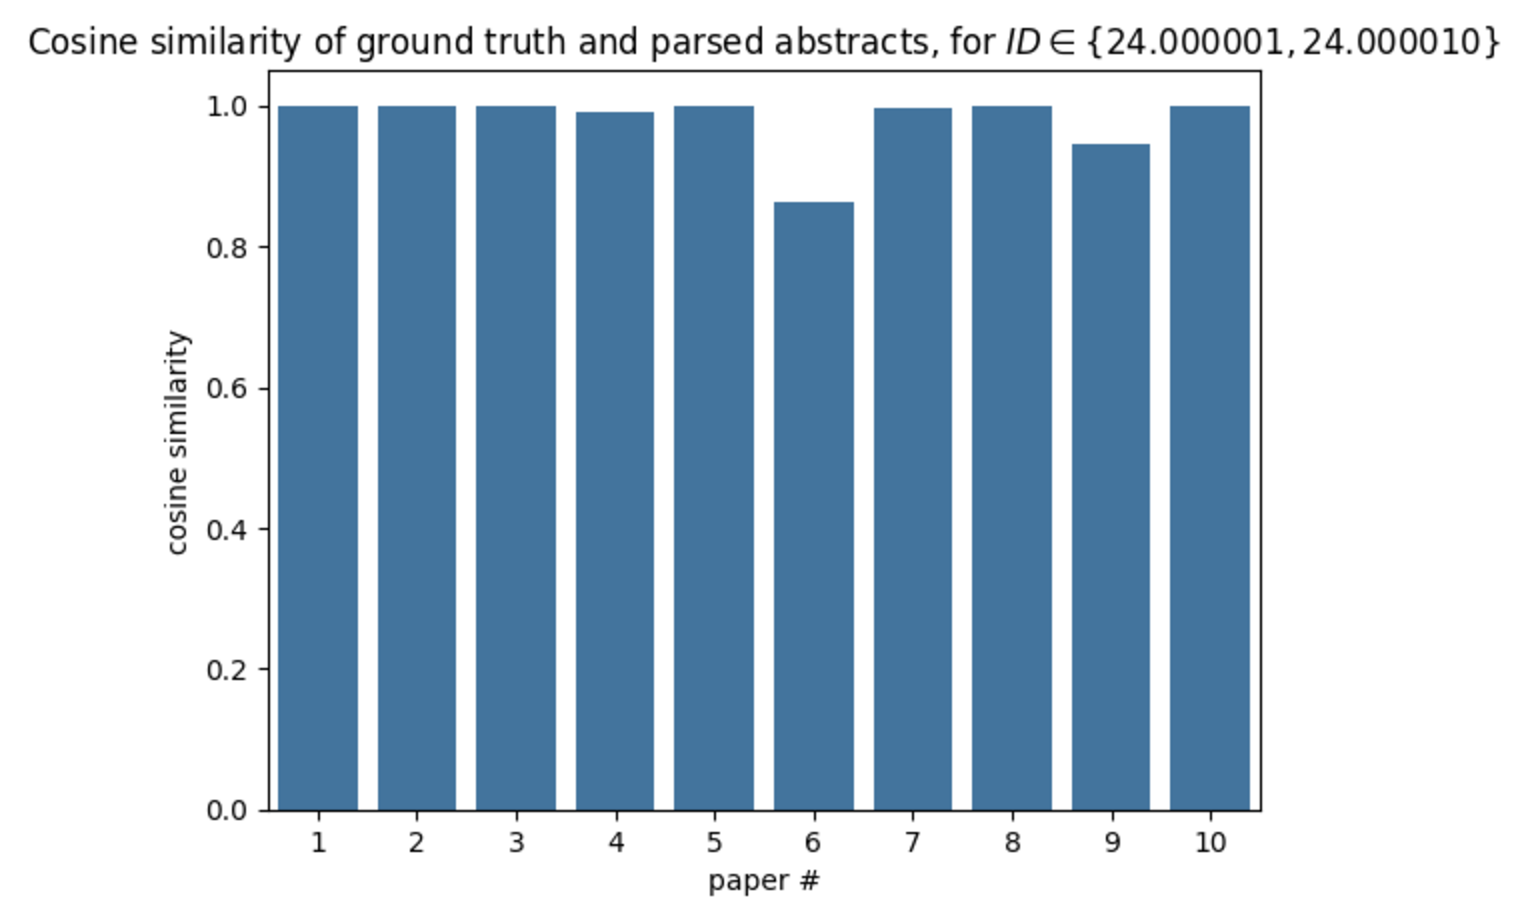 Cosine similarity of ground truth and parsed abstracts, for ID ∈ {24.000001, 24.000010}
1.0
0.8
0.6
0.4
0.2
0.0
cosine similarity
1 2 3 4 5 6 7 8 9 10
paper #